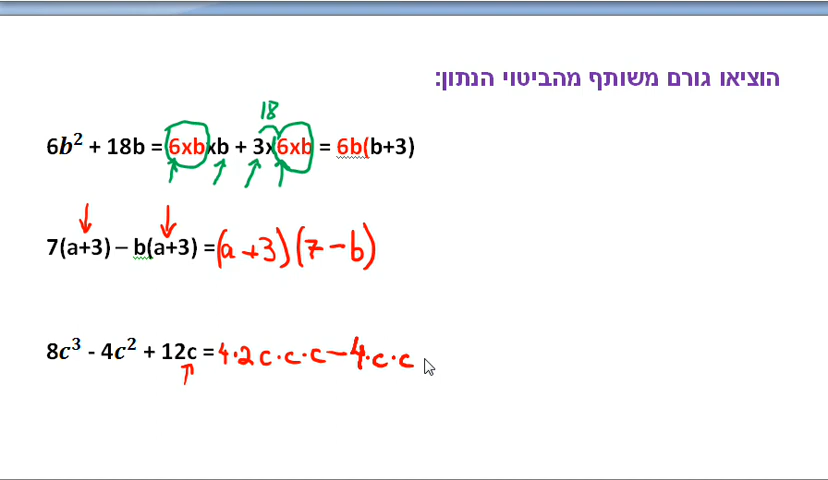 הוציאו גורם משותף מהביטוי הנתון:
18
6b² + 18b = 6xbxb + 3x6xb = 6b(b+3)
7(a+3) – b(a+3) = (a+3)(7-b)
8c³ - 4c² + 12c = 4·2c·c·c-4·c·c